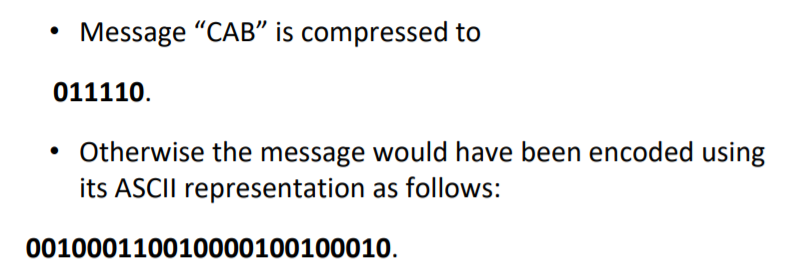 • Message “CAB” is compressed to
011110.
• Otherwise the message would have been encoded using
its ASCII representation as follows:
001000110010000100100010.